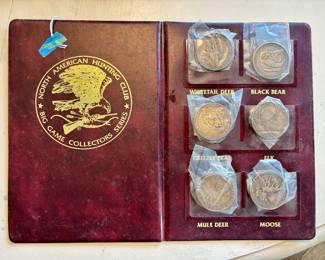 NORTH AMERICAN HUNTING CLUB
BIG GAME COLLECTORS SERIES
WHITETAIL DEER
BLACK BEAR
GRIZZLY BEAR
ELK
MULE DEER
MOOSE